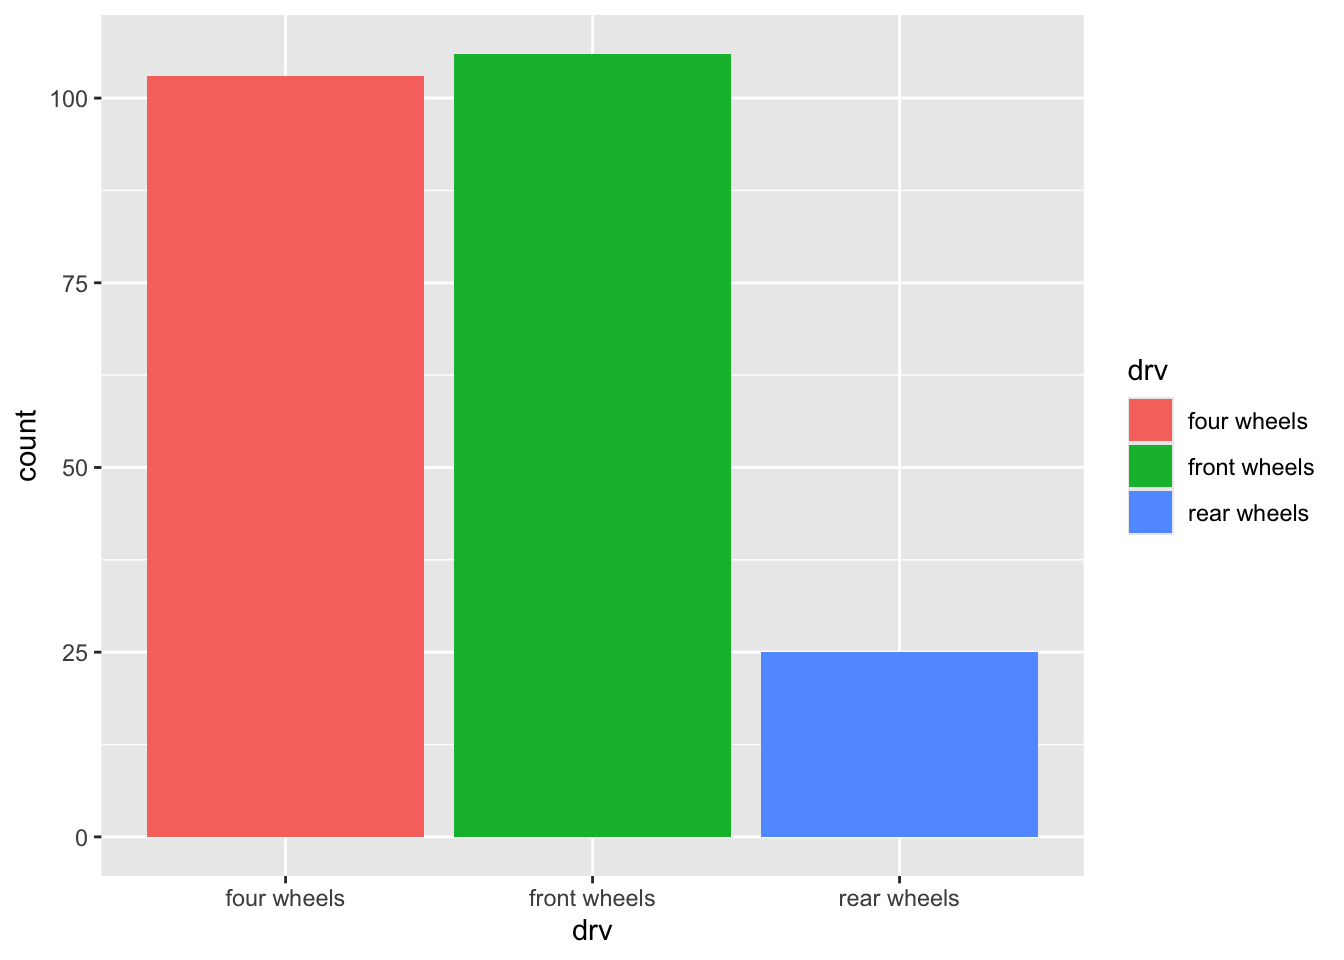 count
100
75
50
25
0
four wheels
front wheels
rear wheels
drv
drv
four wheels
front wheels
rear wheels